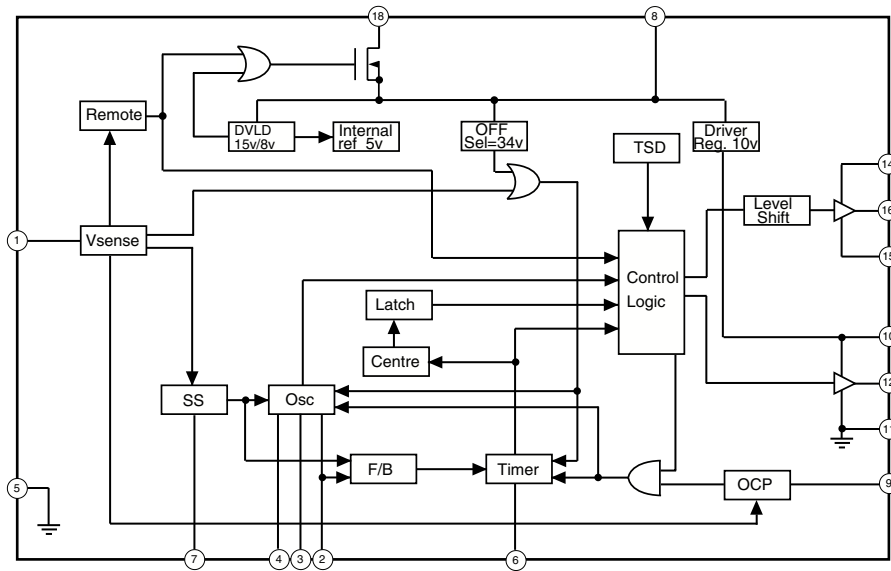 18
8
Remote
DVLD
15v/8v
Internal
ref 5v
OFF
Sel=34v
TSD
Driver
Reg. 10v
14
Level
Shift
16
15
1
Vsense
Control
Logic
Latch
Centre
10
12
11
SS
Osc
F/B
Timer
OCP
9
5
7
4
3
2
6